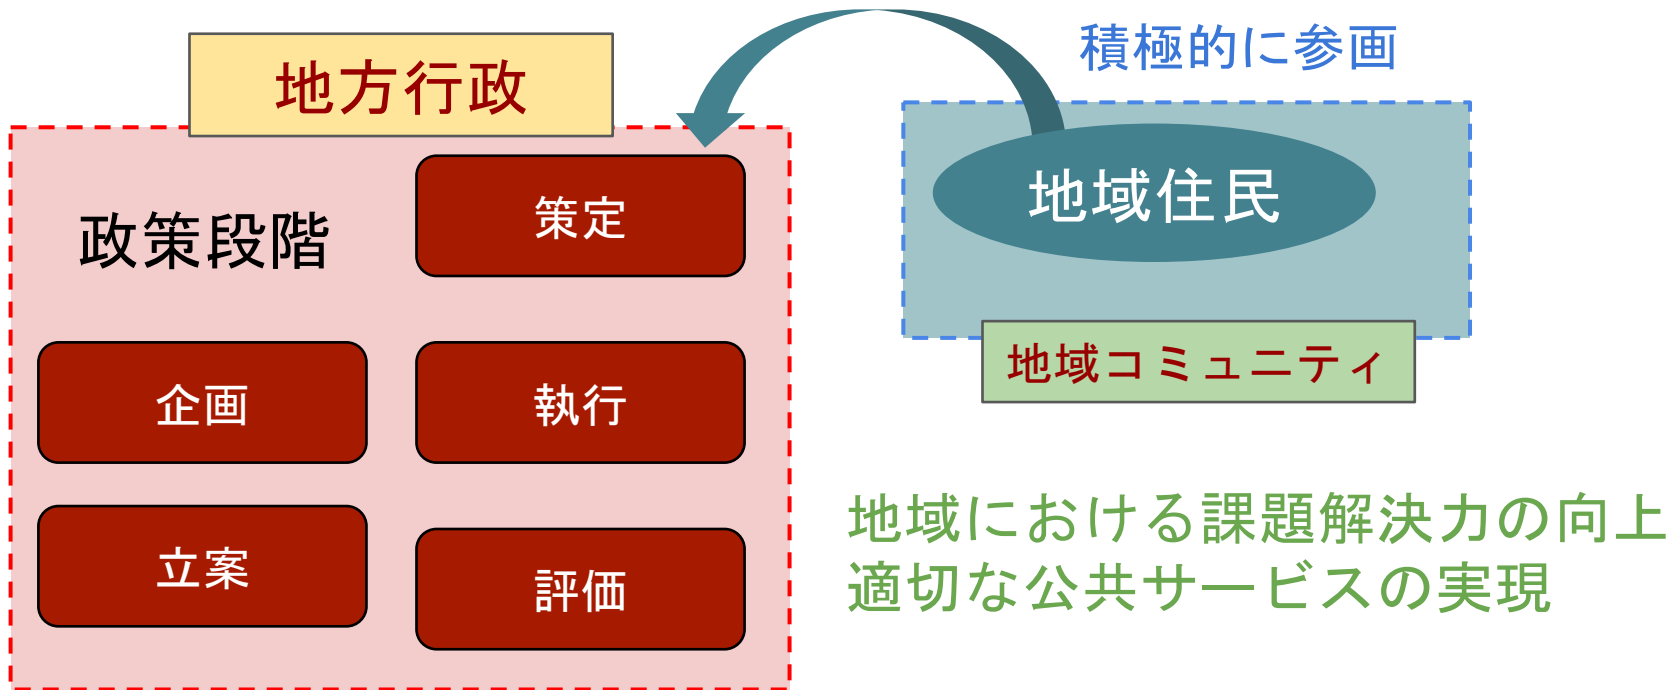 地方行政
政策段階
策定
企画
執行
立案
評価
積極的に参画
地域住民
地域コミュニティ
地域における課題解決力の向上
適切な公共サービスの実現